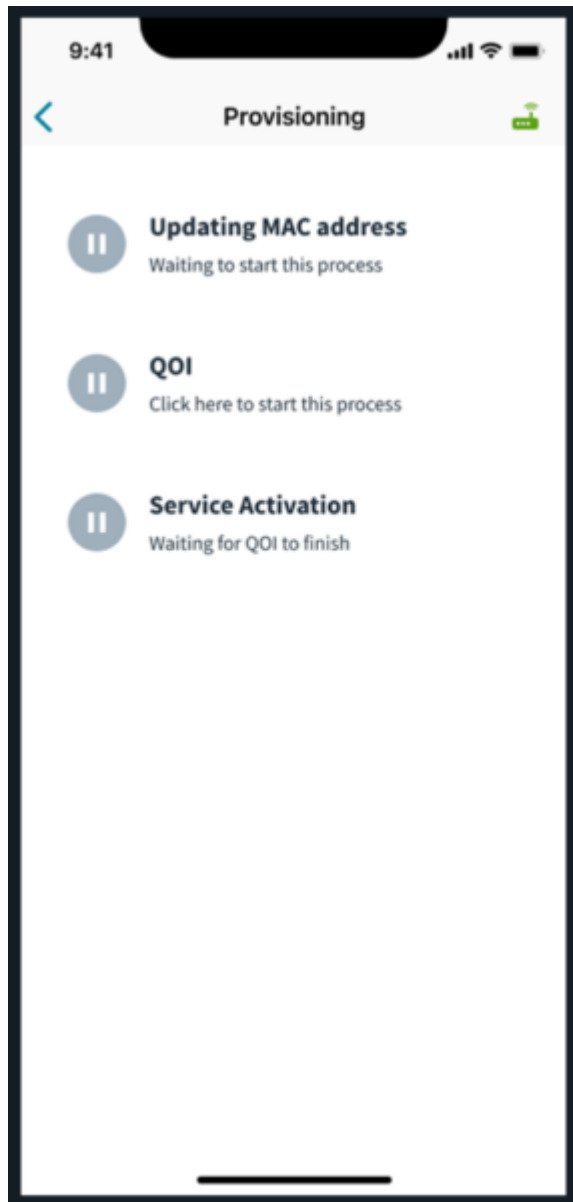 9:41
Provisioning
Updating MAC address
Waiting to start this process
QOI
Click here to start this process
Service Activation
Waiting for QOI to finish